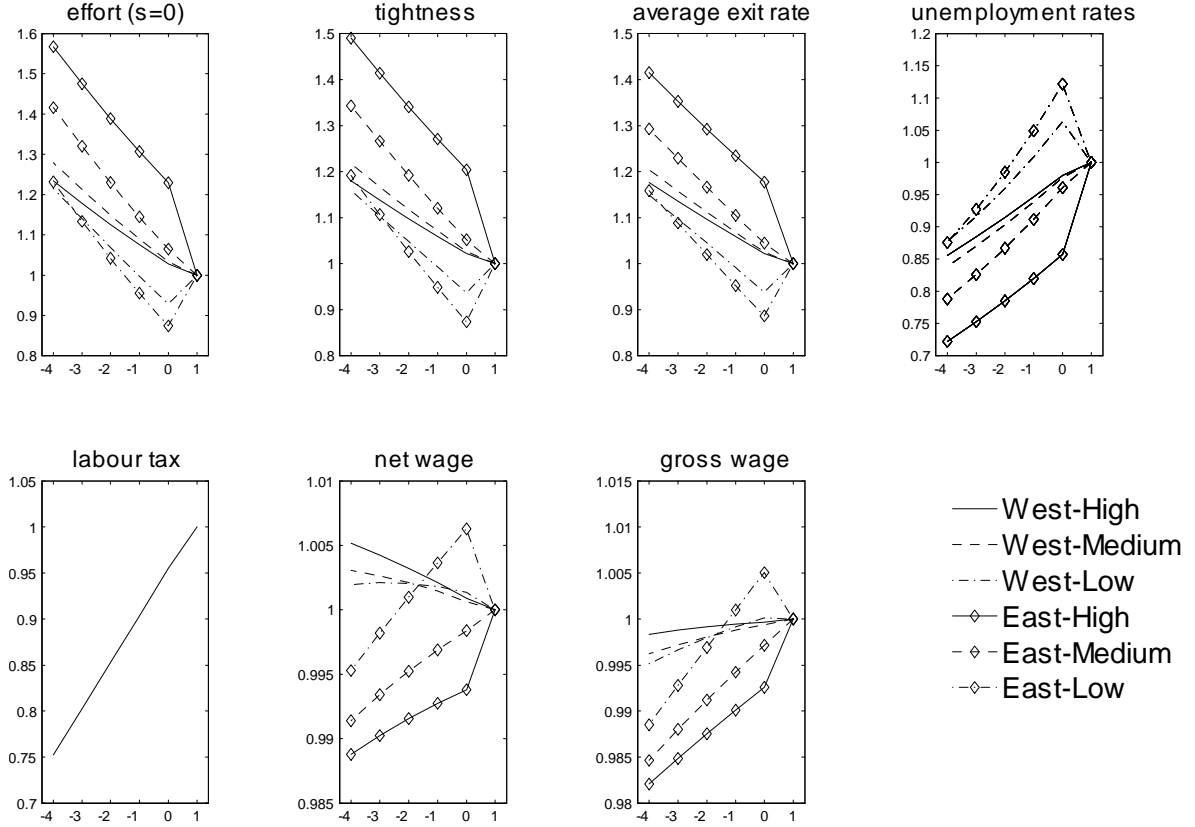 effort (s=0)
1.6
1.5
1.4
1.3
1.2
1.1
1
0.9
0.8
-4 -3 -2 -1 0 1
tightness
1.5
1.4
1.3
1.2
1.1
1
0.9
0.8
-4 -3 -2 -1 0 1
average exit rate
1.5
1.4
1.3
1.2
1.1
1
0.9
0.8
-4 -3 -2 -1 0 1
unemployment rates
1.2
1.15
1.1
1.05
1
0.95
0.9
0.85
0.8
0.75
0.7
-4 -3 -2 -1 0 1
labour tax
1.05
1
0.95
0.9
0.85
0.8
0.75
0.7
-4 -3 -2 -1 0 1
net wage
1.01
1.005
1
0.995
0.99
0.985
-4 -3 -2 -1 0 1
gross wage
1.015
1.01
1.005
1
0.995
0.99
0.985
0.98
-4 -3 -2 -1 0 1
West-High
West-Medium
West-Low
East-High
East-Medium
East-Low